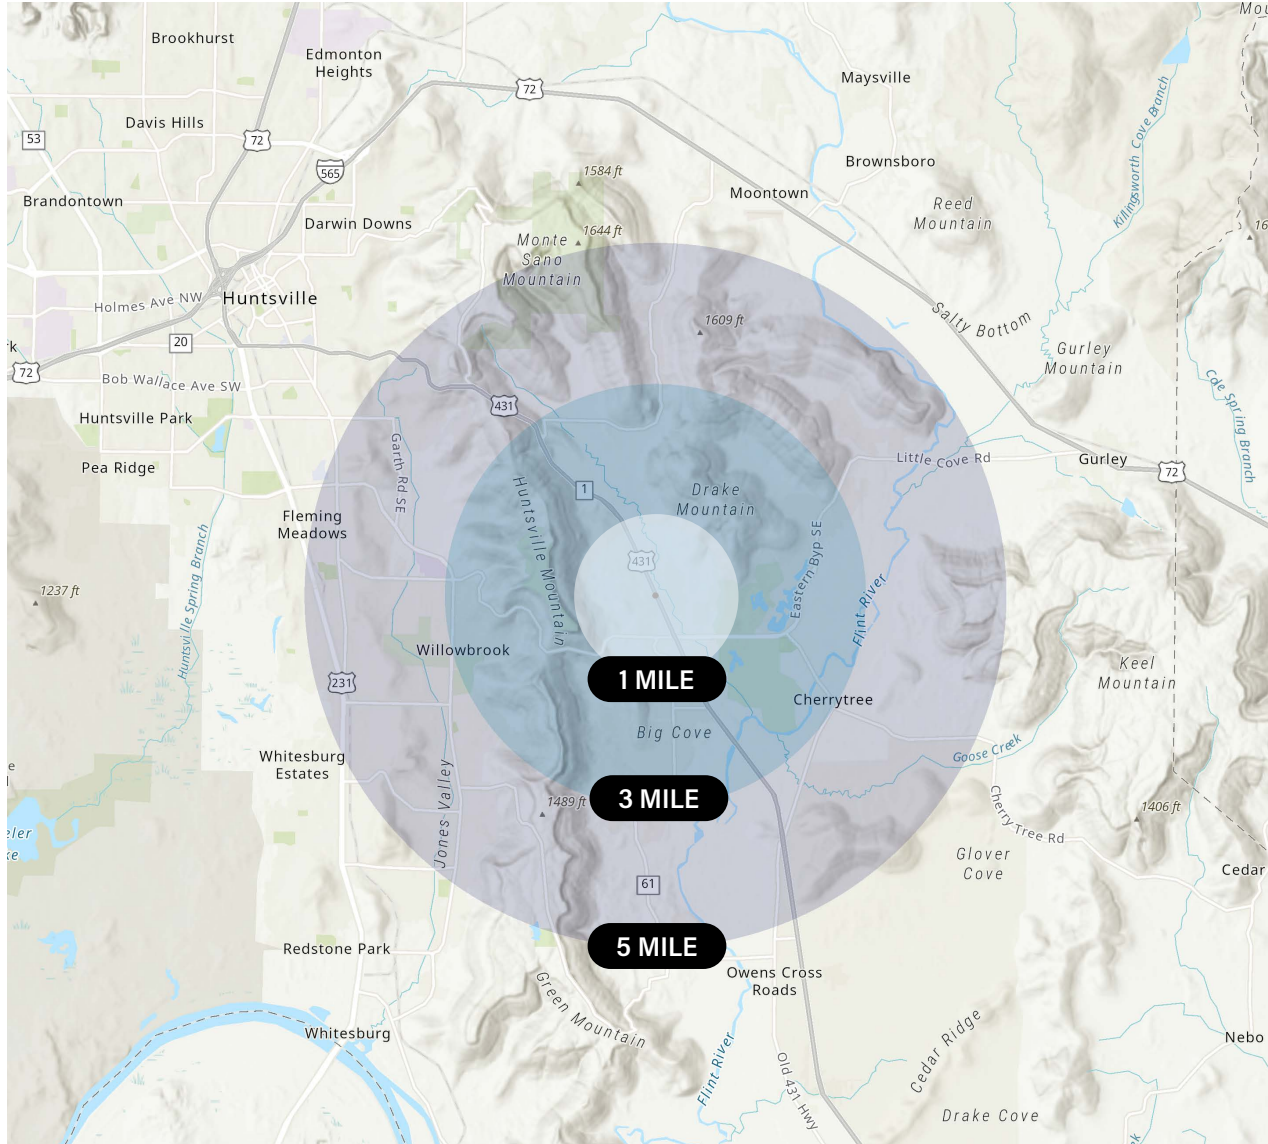 Mou
Brookhurst
Edmonton
Heights
Maysville
72
Killingsworth Cove Branch
Davis Hills
53
72
565
Brownsboro
1584 ft
Moontown
Brandontown
Reed
Mountain
Darwin Downs
1644 ft
Monte
Sano
Mountain
16
Holmes Ave NW
Huntsville
Salty Bottom
1609 ft
20
rk
72
Gurley
Mountain
Bob Wallace Ave SW
Cole Spring Branch
431
Huntsville Park
Garth Rd SE
Little Cove Rd
Gurley
Pea Ridge
72
1
Drake
Mountain
Fleming
Meadows
Huntsville Mountain
Eastern Byp SE
431
1237 ft
Huntsville Spring Branch
Flint River
Willowbrook
Keel
Mountain
1 MILE
231
Cherrytree
Big Cove
Goose Creek
Whitesburg
Estates
e
l
3 MILE
1489 ft
1406 ft
Jones Valley
Cherry Tree Rd
eler
ke
Glover
Cove
Cedar
61
5 MILE
Redstone Park
Owens Cross
Roads
Green Mountain
Whitesburg
Cedar Ridge
Nebo
Flint River
Old 431 Hwy
Drake Cove
ek